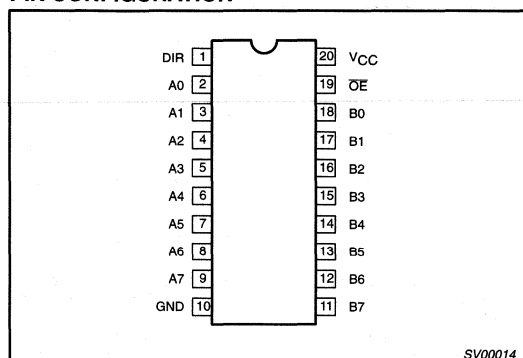 DIR 1 20 VCC
A0 2 19 OE
A1 3 18 B0
A2 4 17 B1
A3 5 16 B2
A4 6 15 B3
A5 7 14 B4
A6 8 13 B5
A7 9 12 B6
GND 10 11 B7
SV00014